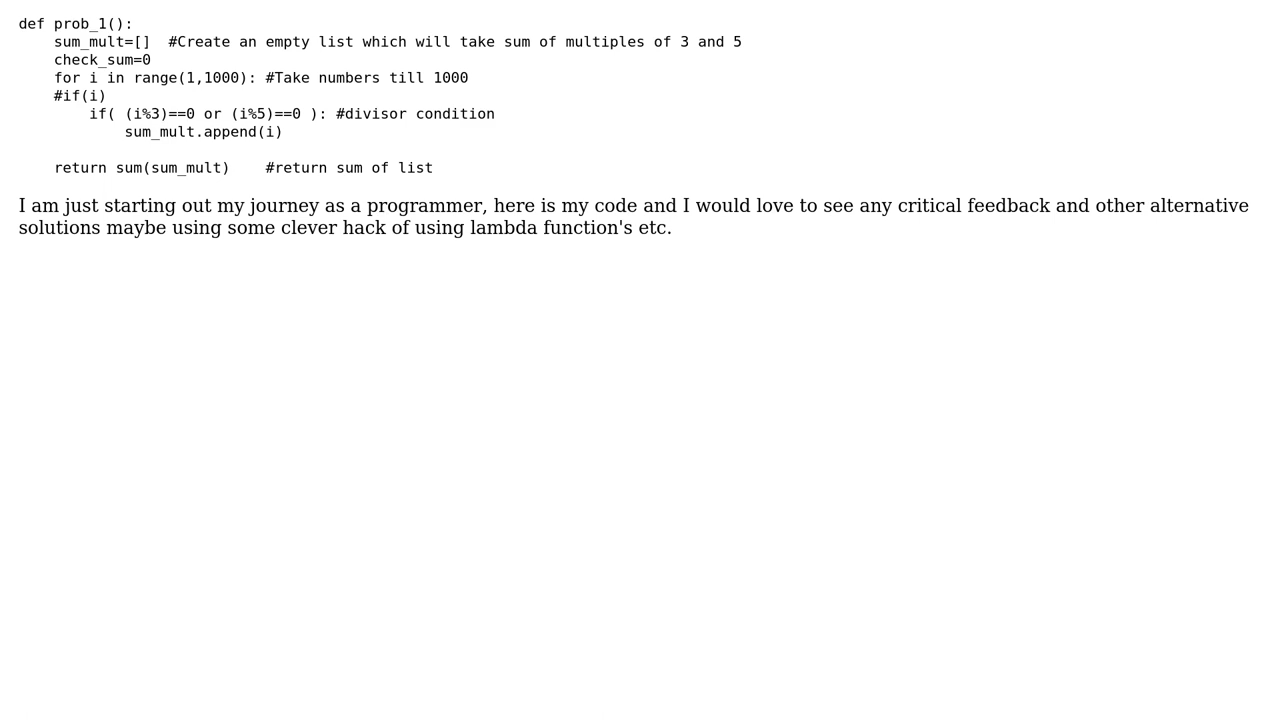 def prob_1():
    sum_mult=[]  #Create an empty list which will take sum of multiples of 3 and 5
    check_sum=0
    for i in range(1,1000): #Take numbers till 1000
    #if(i)
        if( (i%3)==0 or (i%5)==0 ): #divisor condition
            sum_mult.append(i)

    return sum(sum_mult)    #return sum of list
I am just starting out my journey as a programmer, here is my code and I would love to see any critical feedback and other alternative
solutions maybe using some clever hack of using lambda function's etc.